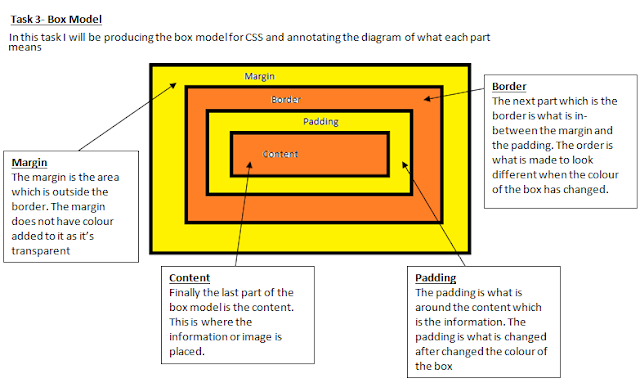 Task 3- Box Model
In this task I will be producing the box model for CSS and annotating the diagram of what each part
means
Margin
Border
Padding
Content
Border
The next part which is the
border is what is in-
between the margin and
the padding. The order is
what is made to look
different when the colour
of the box has changed.
Margin
The margin is the area
which is outside the
border. The margin
does not have colour
added to it as it's
transparent
Content
Finally the last part of the
box model is the content.
This is where the
information or image is
placed.
Padding
The padding is what is
around the content which
is the information. The
padding is what is changed
after changed the colour of
the box